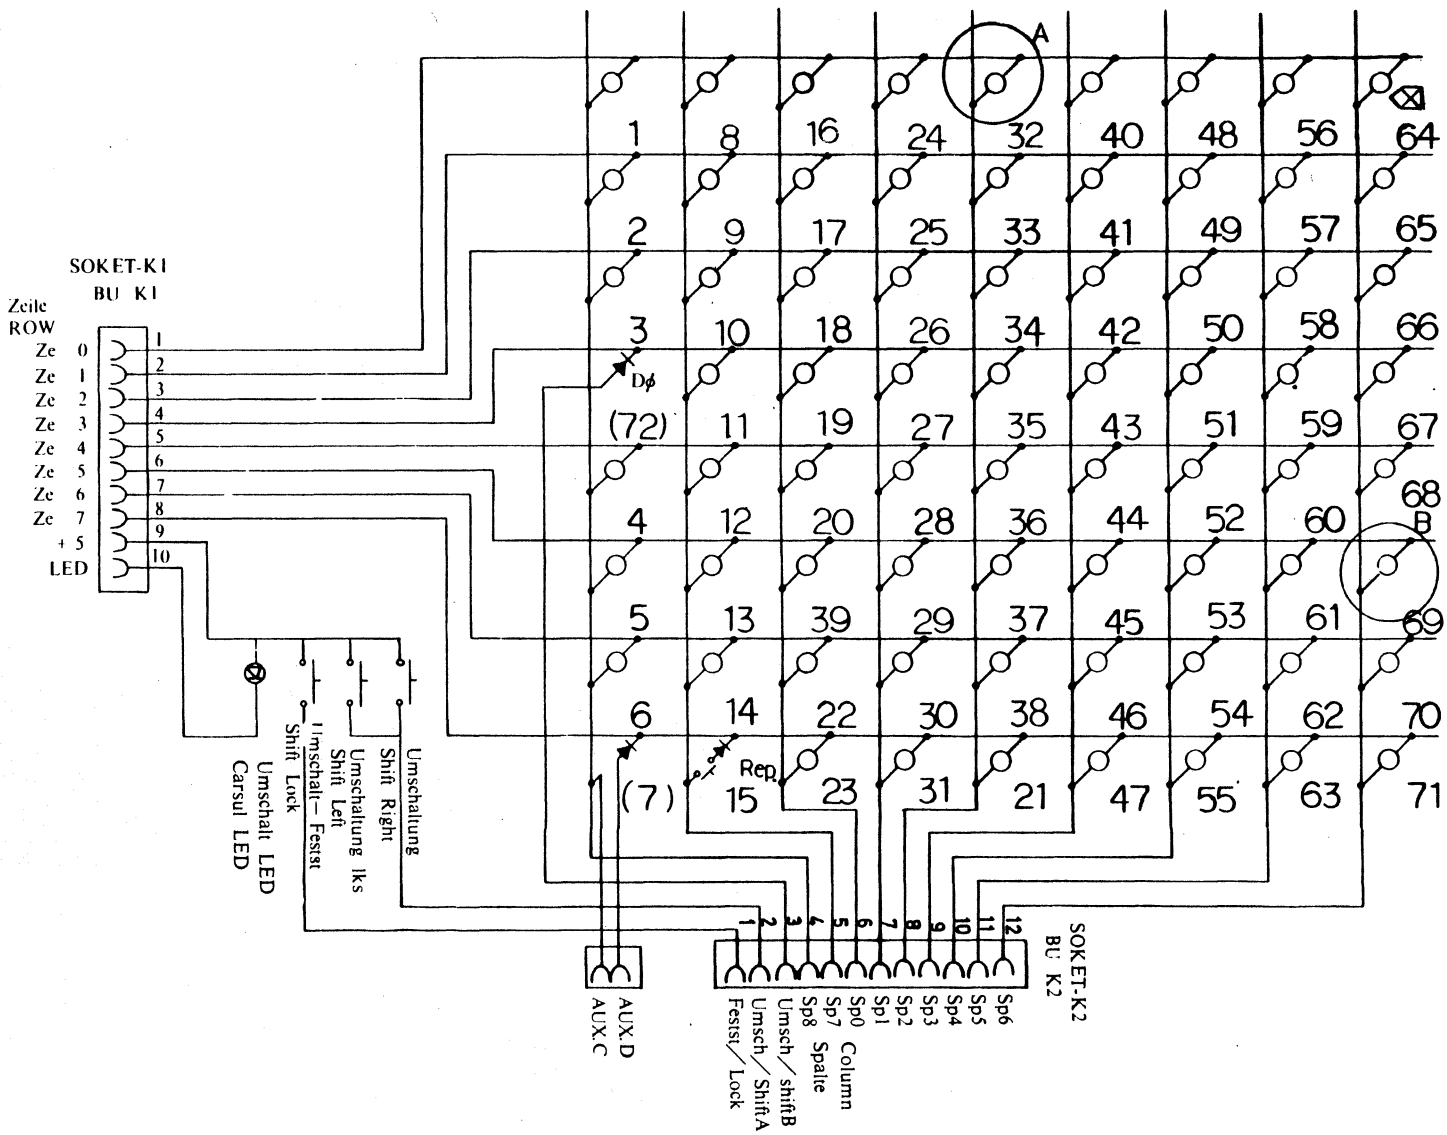 A
1 8 16 24 32 40 48 56 64
2 9 17 25 33 41 49 57 65
3 10 18 26 34 42 50 58 66
Dø
(72) 11 19 27 35 43 51 59 67
68
4 12 20 28 36 44 52 60 B
5 13 39 29 37 45 53 61 69
6 14 22 30 38 46 54 62 70
Rep.
(7) 15 23 31 21 47 55 63 71
SOKET-K1
BU K1
Zeile
ROW
Ze 0 1
Ze 1 2
Ze 2 3
Ze 3 4
Ze 4 5
Ze 5 6
Ze 6 7
Ze 7 8
+ 5 9
LED 10
Umschaltung
Shift Right
Umschaltung lks
Shift Left
Umschalt-Festst
Shift Lock
Umschalt LED
Carsul LED
1 2 3 4 5 6 7 8 9 10 11 12
SOKET-K2
BU K2
AUX.C
AUX.D
Festst/Lock
Umsch/ShiftA
Umsch/shiftB
Sp8
Sp7
Sp0
Sp1
Sp2
Sp3
Sp4
Sp5
Sp6
Spalte
Column